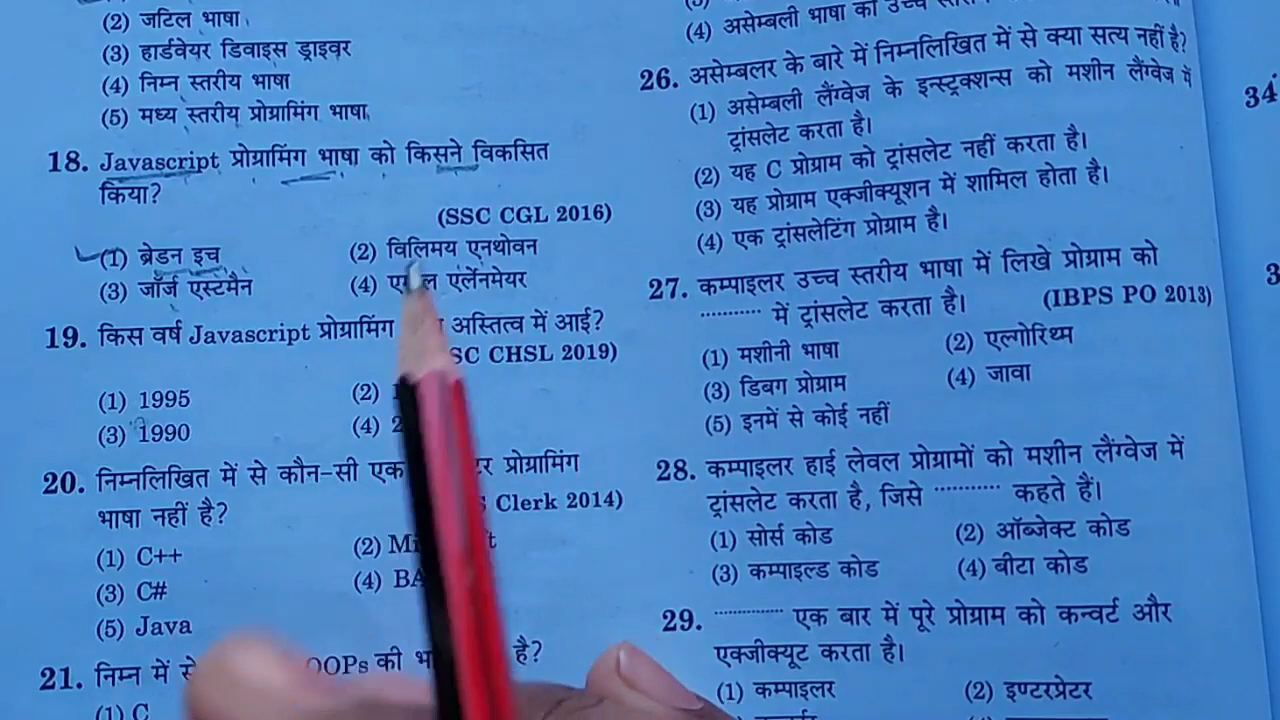 (2) जटिल भाषा
(3) हार्डवेयर डिवाइस ड्राइवर
(4) निम्न स्तरीय भाषा
(5) मध्य स्तरीय प्रोग्रामिंग भाषा
18. Javascript प्रोग्रामिंग भाषा को किसने विकसित
किया?
(SSC CGL 2016)
(1) ब्रेडन इच (2) विलिमय एनथोवन
(3) जॉर्ज एस्टमैन (4) एर्लेनमेयर
19. किस वर्ष Javascript प्रोग्रामिंग अस्तित्व में आई?
SC CHSL 2019)
(1) 1995 (2)
(3) 1990 (4) 2
20. निम्नलिखित में से कौन-सी एक प्रोग्रामिंग
भाषा नहीं है?
Clerk 2014)
(1) C++ (2)
(3) C# (4) BA
(5) Java
21. निम्न में से OOPs की है?
(1) C
(4) असेम्बली भाषा को उच्च
26. असेम्बलर के बारे में निम्नलिखित में से क्या सत्य नहीं है?
(1) असेम्बली लैंग्वेज के इन्स्ट्रक्शन्स को मशीन लैंग्वेज में
ट्रांसलेट करता है।
(2) यह C प्रोग्राम को ट्रांसलेट नहीं करता है।
(3) यह प्रोग्राम एक्जीक्यूशन में शामिल होता है।
(4) एक ट्रांसलेटिंग प्रोग्राम है।
27. कम्पाइलर उच्च स्तरीय भाषा में लिखे प्रोग्राम को
........... में ट्रांसलेट करता है। (IBPS PO 2013)
(1) मशीनी भाषा (2) एल्गोरिथ्म
(3) डिबग प्रोग्राम (4) जावा
(5) इनमें से कोई नहीं
28. कम्पाइलर हाई लेवल प्रोग्रामों को मशीन लैंग्वेज में
ट्रांसलेट करता है, जिसे ........... कहते हैं।
(1) सोर्स कोड (2) ऑब्जेक्ट कोड
(3) कम्पाइल्ड कोड (4) बीटा कोड
29. ............. एक बार में पूरे प्रोग्राम को कन्वर्ट और
एक्जीक्यूट करता है।
(1) कम्पाइलर (2) इण्टरप्रेटर
34
3